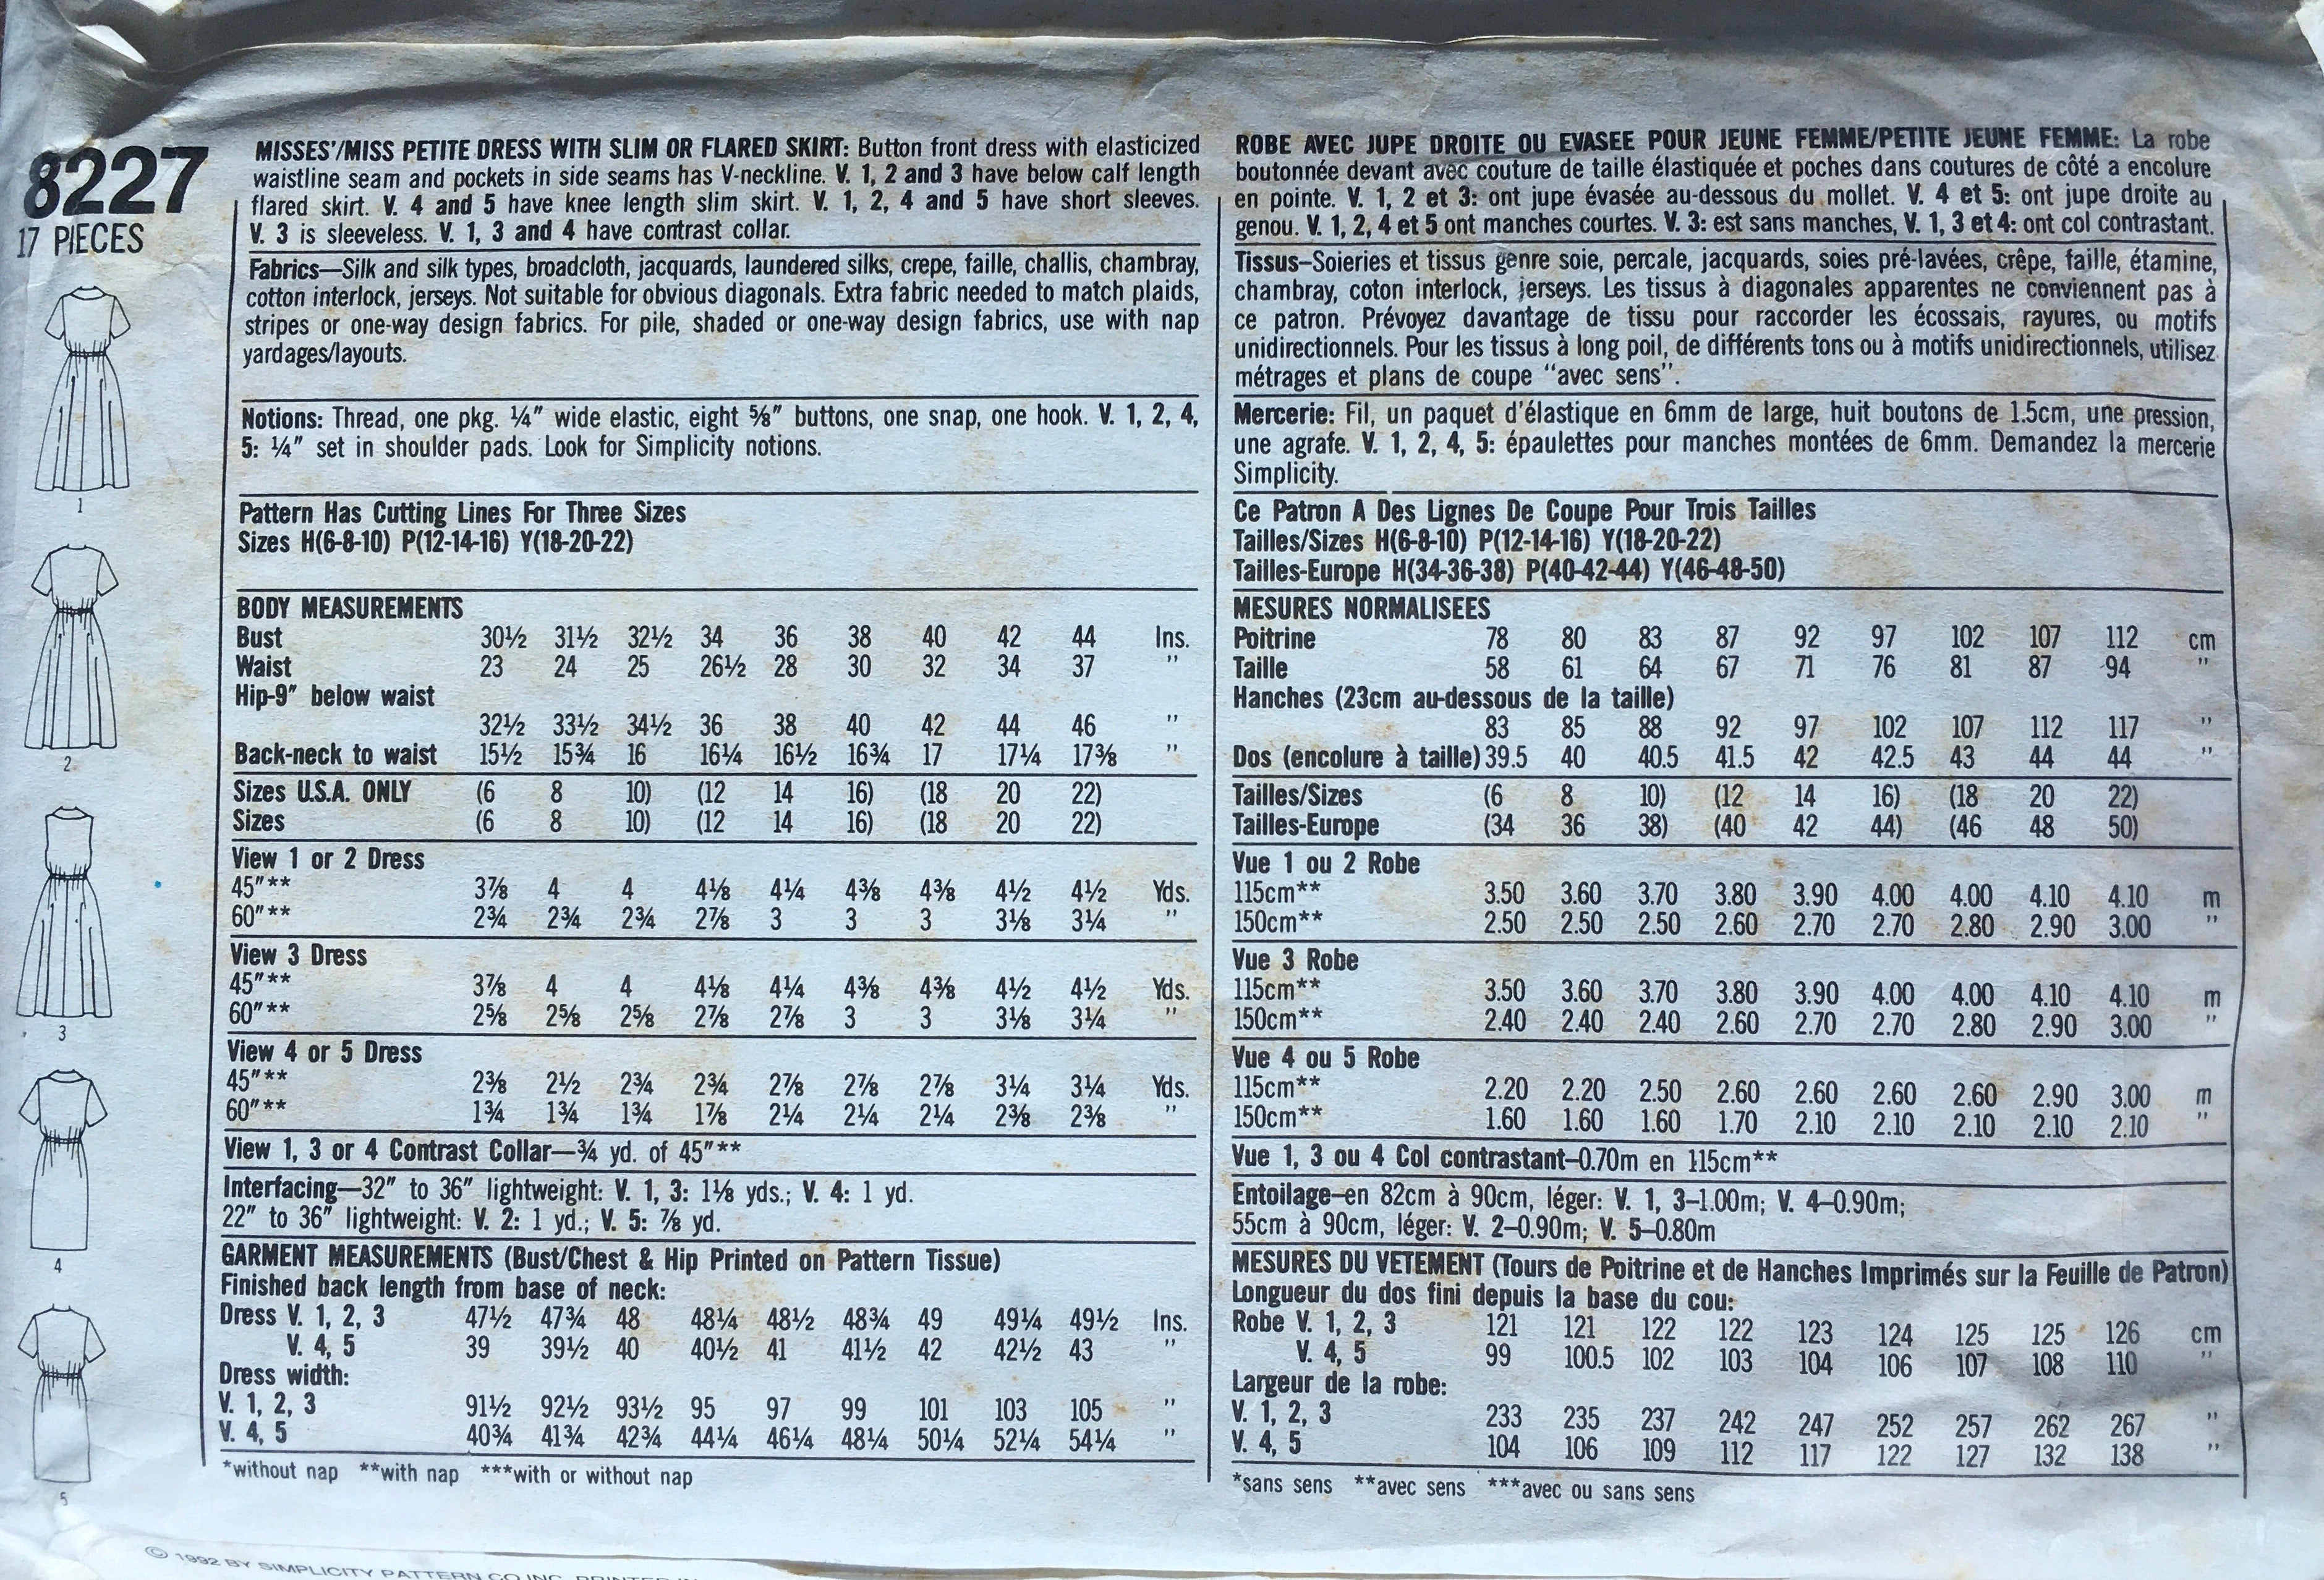 8227
17 PIECES
1
2
3
4
5
MISSES'/MISS PETITE DRESS WITH SLIM OR FLARED SKIRT: Button front dress with elasticized
waistline seam and pockets in side seams has V-neckline. V. 1, 2 and 3 have below calf length
flared skirt. V. 4 and 5 have knee length slim skirt. V. 1, 2, 4 and 5 have short sleeves.
V. 3 is sleeveless. V. 1, 3 and 4 have contrast collar.
Fabrics—Silk and silk types, broadcloth, jacquards, laundered silks, crepe, faille, challis, chambray,
cotton interlock, jerseys. Not suitable for obvious diagonals. Extra fabric needed to match plaids,
stripes or one-way design fabrics. For pile, shaded or one-way design fabrics, use with nap
yardages/layouts.
Notions: Thread, one pkg. ¼" wide elastic, eight ⅝" buttons, one snap, one hook. V. 1, 2, 4,
5: ¼" set in shoulder pads. Look for Simplicity notions.
Pattern Has Cutting Lines For Three Sizes
Sizes H(6-8-10) P(12-14-16) Y(18-20-22)
BODY MEASUREMENTS
Bust 30½ 31½ 32½ 34 36 38 40 42 44 Ins.
Waist 23 24 25 26½ 28 30 32 34 37 "
Hip-9" below waist
32½ 33½ 34½ 36 38 40 42 44 46 "
Back-neck to waist 15½ 15¾ 16 16¼ 16½ 16¾ 17 17¼ 17⅜ "
Sizes U.S.A. ONLY (6 8 10) (12 14 16) (18 20 22)
Sizes (6 8 10) (12 14 16) (18 20 22)
View 1 or 2 Dress
45"** 3⅞ 4 4 4⅛ 4¼ 4⅜ 4⅜ 4½ 4½ Yds.
60"** 2¾ 2¾ 2¾ 2⅞ 3 3 3 3⅛ 3¼ "
View 3 Dress
45"** 3⅞ 4 4 4⅛ 4¼ 4⅜ 4⅜ 4½ 4½ Yds.
60"** 2⅝ 2⅝ 2⅝ 2⅞ 2⅞ 3 3 3⅛ 3¼ "
View 4 or 5 Dress
45"** 2⅜ 2½ 2¾ 2¾ 2⅞ 2⅞ 2⅞ 3¼ 3¼ Yds.
60"** 1¾ 1¾ 1¾ 1⅞ 2¼ 2¼ 2¼ 2⅜ 2⅜ "
View 1, 3 or 4 Contrast Collar—¾ yd. of 45"**
Interfacing—32" to 36" lightweight: V. 1, 3: 1⅛ yds.; V. 4: 1 yd.
22" to 36" lightweight: V. 2: 1 yd.; V. 5: ⅞ yd.
GARMENT MEASUREMENTS (Bust/Chest & Hip Printed on Pattern Tissue)
Finished back length from base of neck:
Dress V. 1, 2, 3 47½ 47¾ 48 48¼ 48½ 48¾ 49 49¼ 49½ Ins.
V. 4, 5 39 39½ 40 40½ 41 41½ 42 42½ 43 "
Dress width:
V. 1, 2, 3 91½ 92½ 93½ 95 97 99 101 103 105 "
V. 4, 5 40¾ 41¾ 42¾ 44¼ 46¼ 48¼ 50¼ 52¼ 54¼ "
*without nap **with nap ***with or without nap
ROBE AVEC JUPE DROITE OU EVASEE POUR JEUNE FEMME/PETITE JEUNE FEMME: La robe
boutonnée devant avec couture de taille élastiquée et poches dans coutures de côté a encolure
en pointe. V. 1, 2 et 3: ont jupe évasée au-dessous du mollet. V. 4 et 5: ont jupe droite au
genou. V. 1, 2, 4 et 5 ont manches courtes. V. 3: est sans manches, V. 1, 3 et 4: ont col contrastant.
Tissus—Soieries et tissus genre soie, percale, jacquards, soies pré-lavées, crêpe, faille, étamine,
chambray, coton interlock, jerseys. Les tissus à diagonales apparentes ne conviennent pas à
ce patron. Prévoyez davantage de tissu pour raccorder les écossais, rayures, ou motifs
unidirectionnels. Pour les tissus à long poil, de différents tons ou à motifs unidirectionnels, utilisez
métrages et plans de coupe "avec sens".
Mercerie: Fil, un paquet d'élastique en 6mm de large, huit boutons de 1.5cm, une pression,
une agrafe. V. 1, 2, 4, 5: épaulettes pour manches montées de 6mm. Demandez la mercerie
Simplicity.
Ce Patron A Des Lignes De Coupe Pour Trois Tailles
Tailles/Sizes H(6-8-10) P(12-14-16) Y(18-20-22)
Tailles-Europe H(34-36-38) P(40-42-44) Y(46-48-50)
MESURES NORMALISEES
Poitrine 78 80 83 87 92 97 102 107 112 cm
Taille 58 61 64 67 71 76 81 87 94 "
Hanches (23cm au-dessous de la taille)
83 85 88 92 97 102 107 112 117 "
Dos (encolure à taille) 39.5 40 40.5 41.5 42 42.5 43 44 44 "
Tailles/Sizes (6 8 10) (12 14 16) (18 20 22)
Tailles-Europe (34 36 38) (40 42 44) (46 48 50)
Vue 1 ou 2 Robe
115cm** 3.50 3.60 3.70 3.80 3.90 4.00 4.00 4.10 4.10 m
150cm** 2.50 2.50 2.50 2.60 2.70 2.70 2.80 2.90 3.00 "
Vue 3 Robe
115cm** 3.50 3.60 3.70 3.80 3.90 4.00 4.00 4.10 4.10 m
150cm** 2.40 2.40 2.40 2.60 2.70 2.70 2.80 2.90 3.00 "
Vue 4 ou 5 Robe
115cm** 2.20 2.20 2.50 2.60 2.60 2.60 2.60 2.90 3.00 m
150cm** 1.60 1.60 1.60 1.70 2.10 2.10 2.10 2.10 2.10 "
Vue 1, 3 ou 4 Col contrastant—0.70m en 115cm**
Entoilage—en 82cm à 90cm, léger: V. 1, 3—1.00m; V. 4—0.90m;
55cm à 90cm, léger: V. 2—0.90m; V. 5—0.80m
MESURES DU VETEMENT (Tours de Poitrine et de Hanches Imprimés sur la Feuille de Patron)
Longueur du dos fini depuis la base du cou:
Robe V. 1, 2, 3 121 121 122 122 123 124 125 125 126 cm
V. 4, 5 99 100.5 102 103 104 106 107 108 110 "
Largeur de la robe:
V. 1, 2, 3 233 235 237 242 247 252 257 262 267 "
V. 4, 5 104 106 109 112 117 122 127 132 138 "
*sans sens **avec sens ***avec ou sans sens
© 1992 BY SIMPLICITY PATTERN CO INC. PRINTED IN